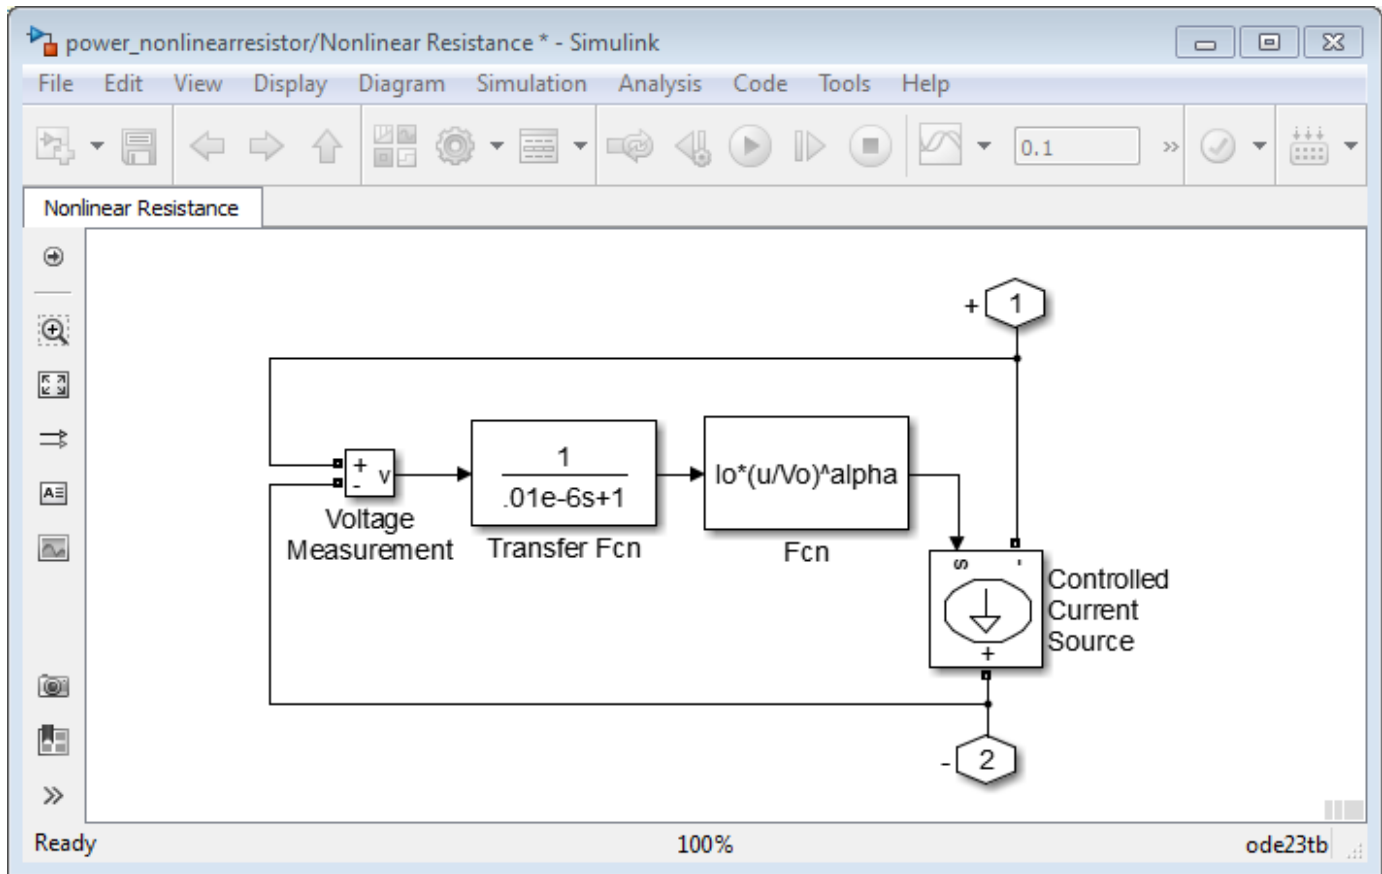 power_nonlinearresistor/Nonlinear Resistance * - Simulink
File Edit View Display Diagram Simulation Analysis Code Tools Help
0.1 »
Nonlinear Resistance
+ 1
+ v
-
1
.01e-6s+1
Io*(u/Vo)^alpha
Voltage
Measurement
Transfer Fcn
Fcn
s -
+
Controlled
Current
Source
- 2
Ready 100% ode23tb